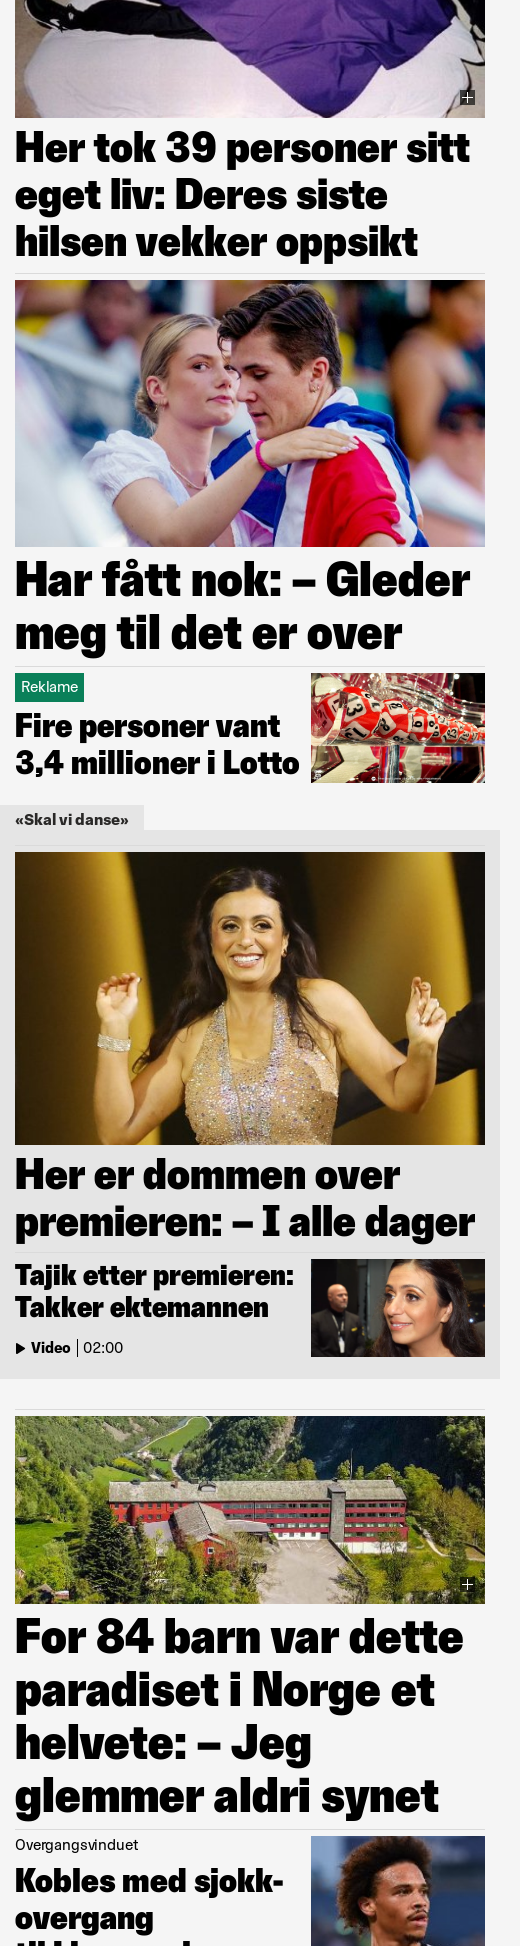 Her tok 39 personer sitt
eget liv: Deres siste
hilsen vekker oppsikt
Har fått nok: – Gleder
meg til det er over
Reklame
Fire personer vant
3,4 millioner i Lotto
«Skal vi danse»
Her er dommen over
premieren: – I alle dager
Tajik etter premieren:
Takker ektemannen
Video 02:00
For 84 barn var dette
paradiset i Norge et
helvete: – Jeg
glemmer aldri synet
Overgangsvinduet
Kobles med sjokk-
overgang